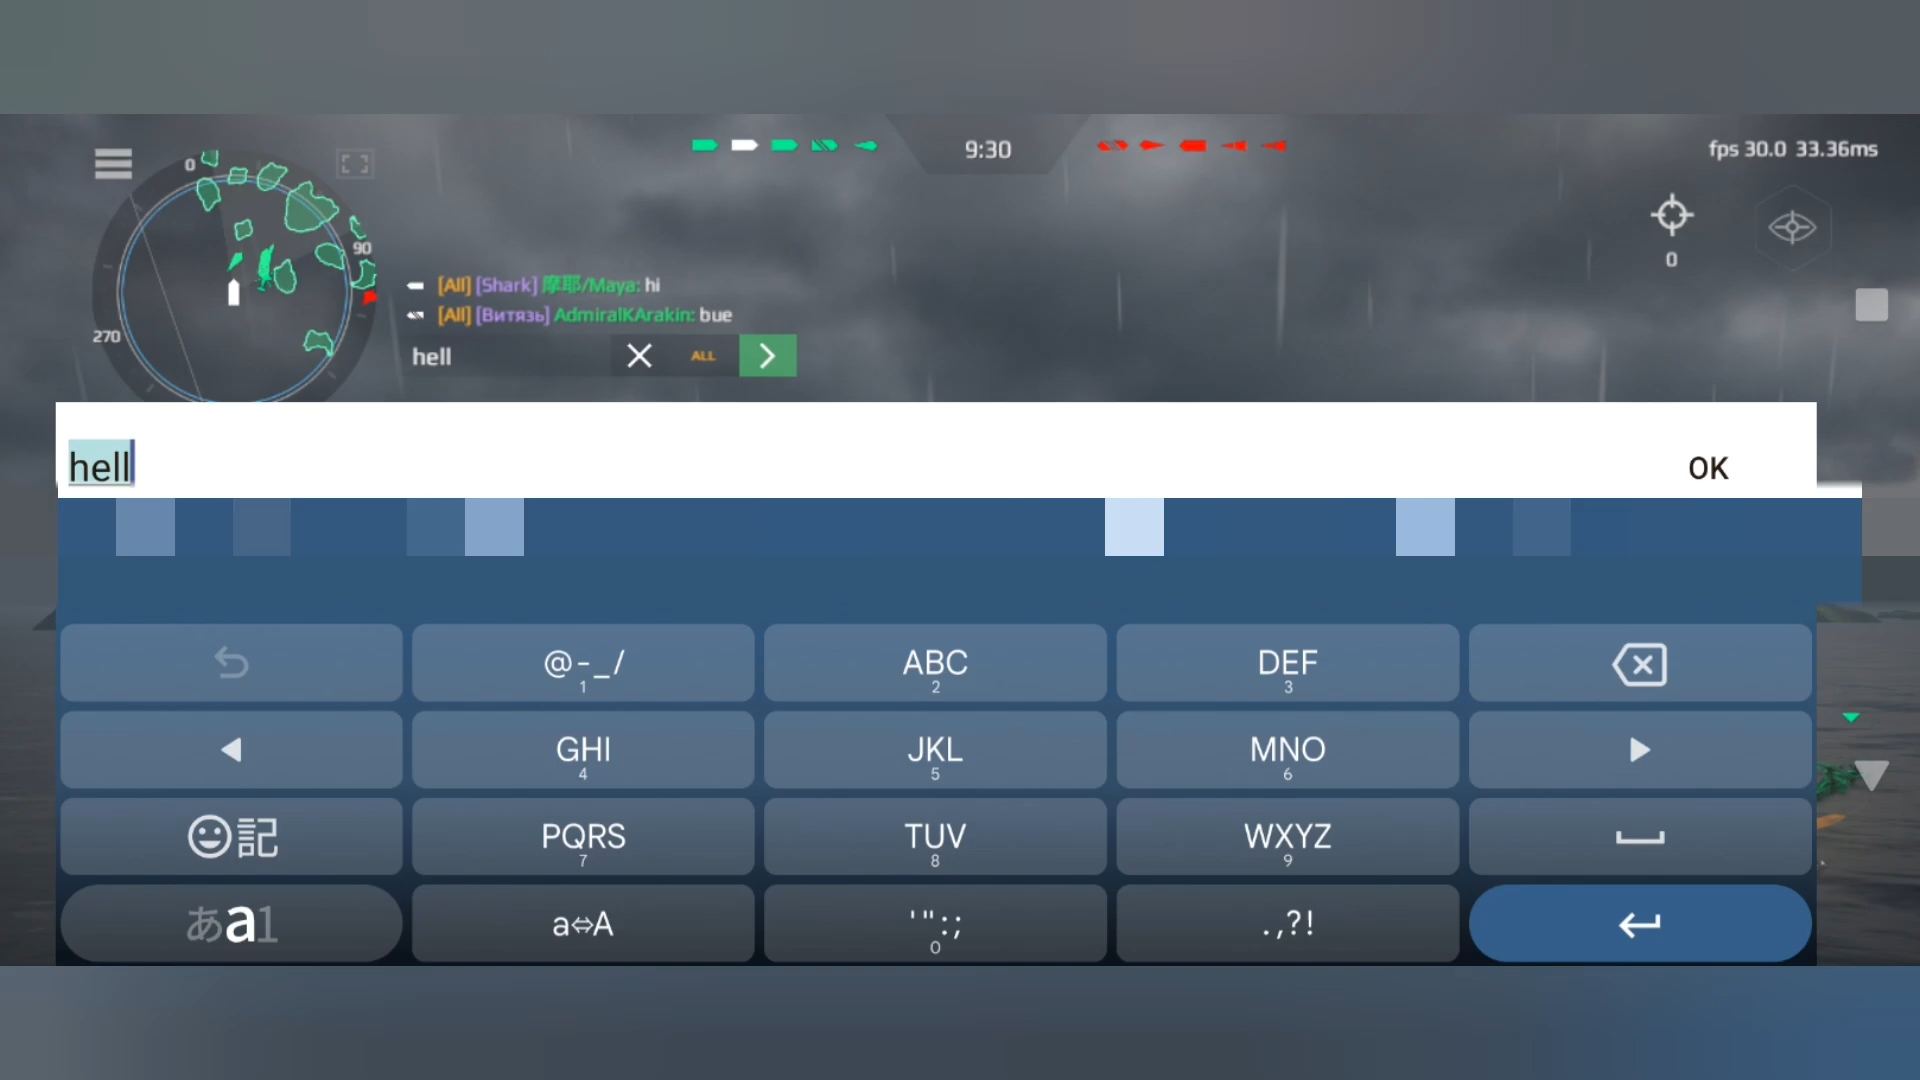 0
9:30
fps 30.0 33.36ms
90
0
270
[All] [Shark] 摩耶/Maya: hi
[All] [Витязь] AdmiralKArakin: bue
hell
ALL
hell
OK
@-_/
1
ABC
2
DEF
3
GHI
4
JKL
5
MNO
6
記
PQRS
7
TUV
8
WXYZ
9
あa1
a⇔A
'":;
0
.,?!